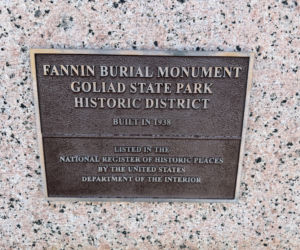 FANNIN BURIAL MONUMENT
GOLIAD STATE PARK
HISTORIC DISTRICT
BUILT IN 1938
LISTED IN THE
NATIONAL REGISTER OF HISTORIC PLACES
BY THE UNITED STATES
DEPARTMENT OF THE INTERIOR